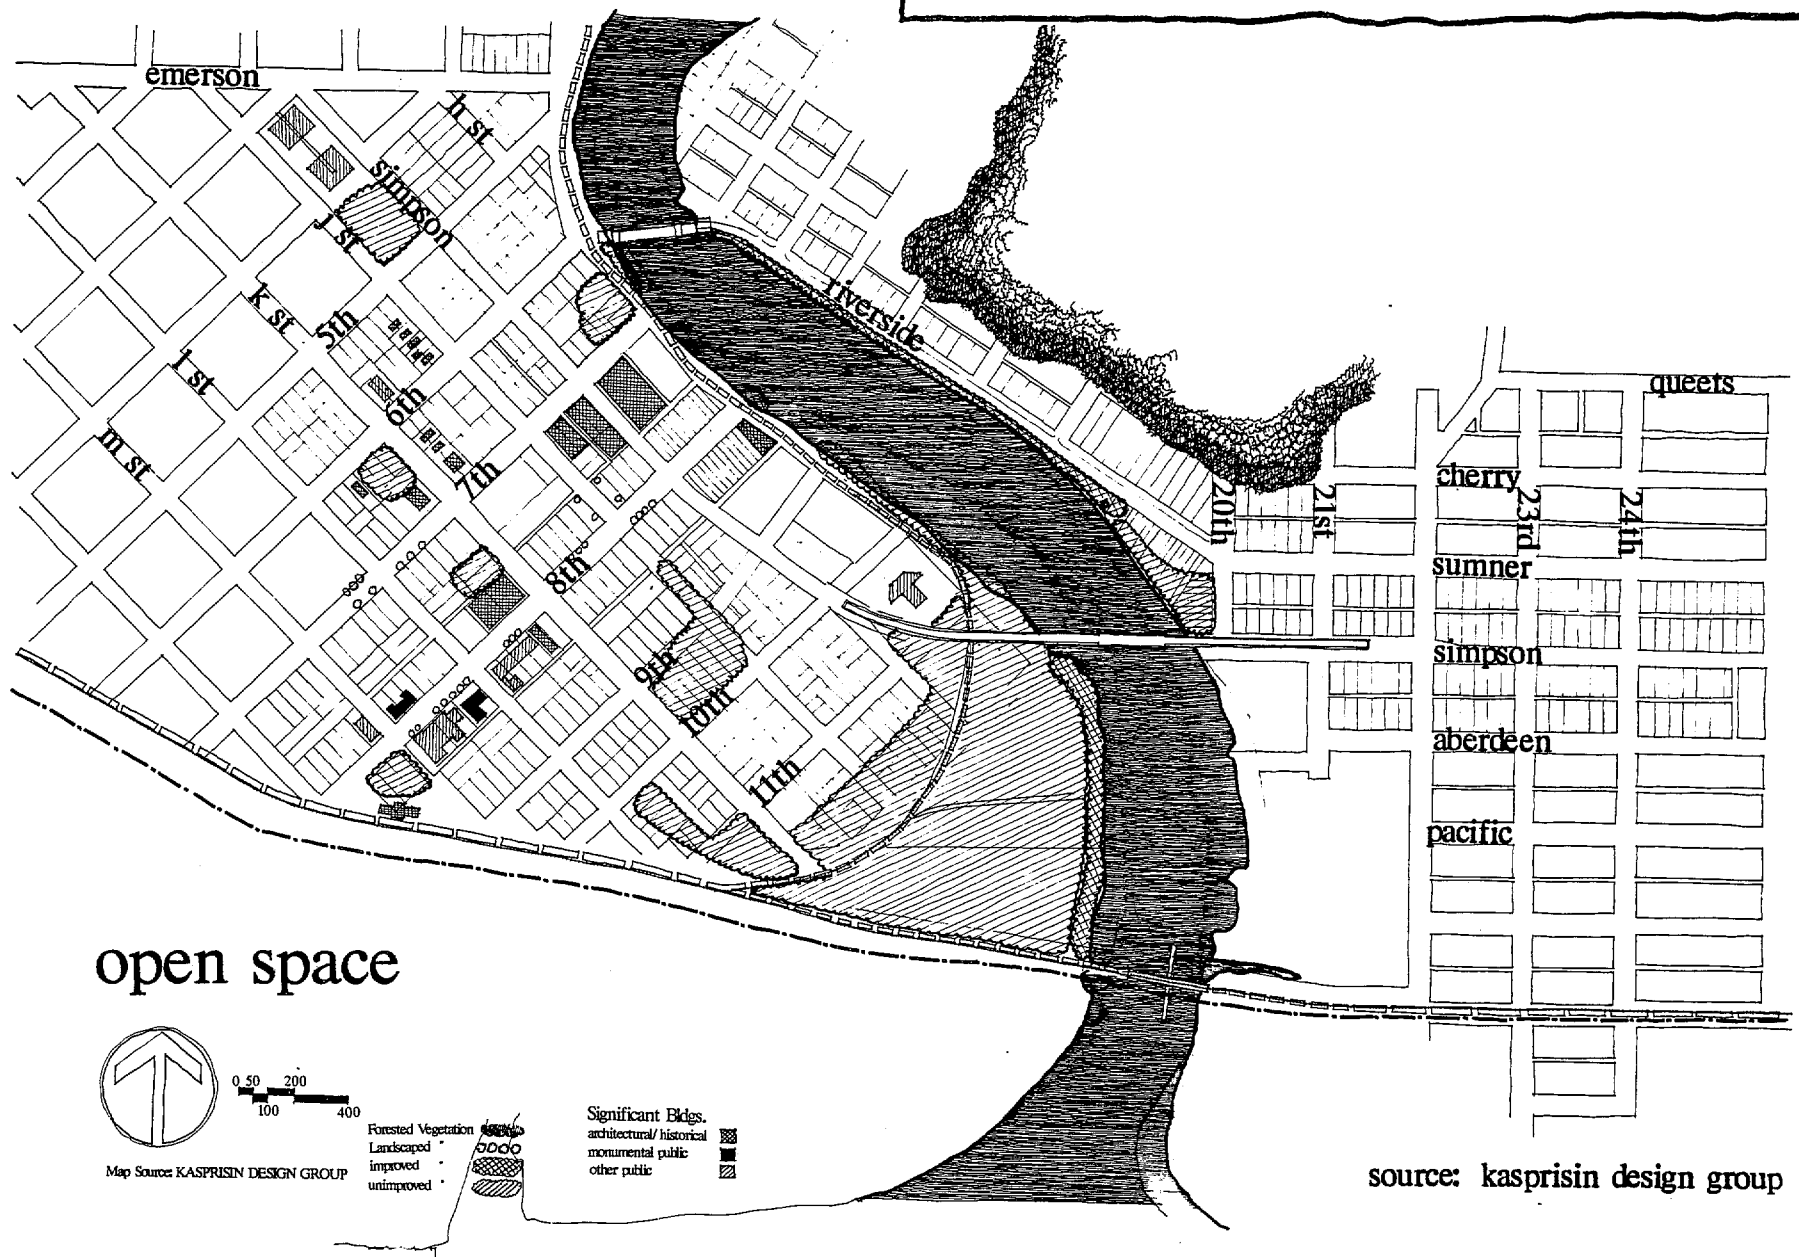 emerson
h st
simpson
j st
k st
5th
l st
6th
m st
7th
8th
9th
10th
11th
riverside
queets
cherry
20th
21st
23rd
24th
sumner
simpson
aberdeen
pacific
open space
0 50 200
100 400
Map Source: KASPRISIN DESIGN GROUP
Forested Vegetation
Landscaped "
improved "
unimproved "
Significant Bldgs.
architectural/ historical
monumental public
other public
source: kasprisin design group